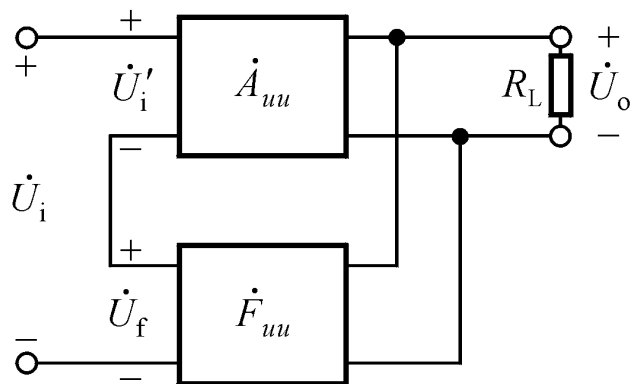 + +
+ U̇i′ Ȧuu RL U̇o
− −
U̇i
+
U̇f Ḟuu
−
−